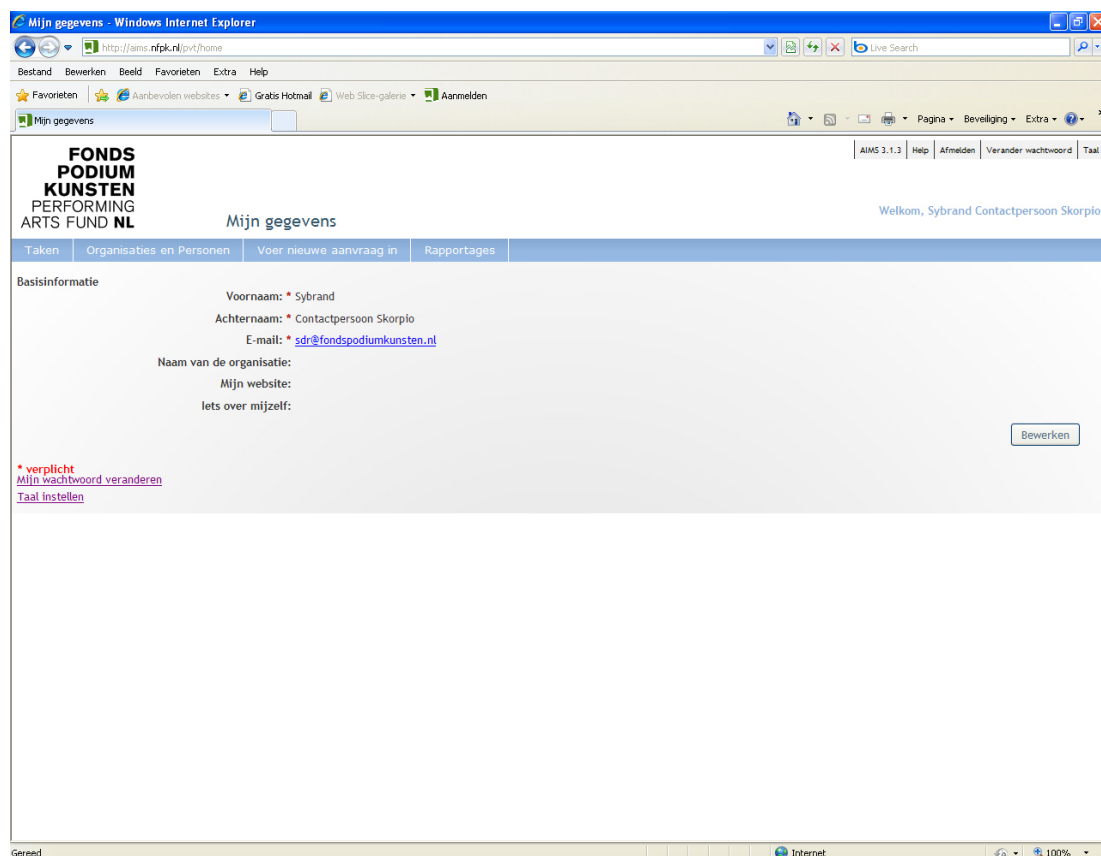 Mijn gegevens - Windows Internet Explorer
http://aims.nfpk.nl/pvt/home
Live Search
Bestand Bewerken Beeld Favorieten Extra Help
Favorieten Aanbevolen websites Gratis Hotmail Web Slice-galerie Aanmelden
Mijn gegevens Pagina Beveiliging Extra
AIMS 3.1.3 Help Afmelden Verander wachtwoord Taal
FONDS
PODIUM
KUNSTEN
PERFORMING
ARTS FUND NL
Mijn gegevens
Welkom, Sybrand Contactpersoon Skorpio
Taken Organisaties en Personen Voer nieuwe aanvraag in Rapportages
Basisinformatie
Voornaam: * Sybrand
Achternaam: * Contactpersoon Skorpio
E-mail: * sdr@fondspodiumkunsten.nl
Naam van de organisatie:
Mijn website:
Iets over mijzelf:
Bewerken
* verplicht
Mijn wachtwoord veranderen
Taal instellen
Gereed Internet 100%